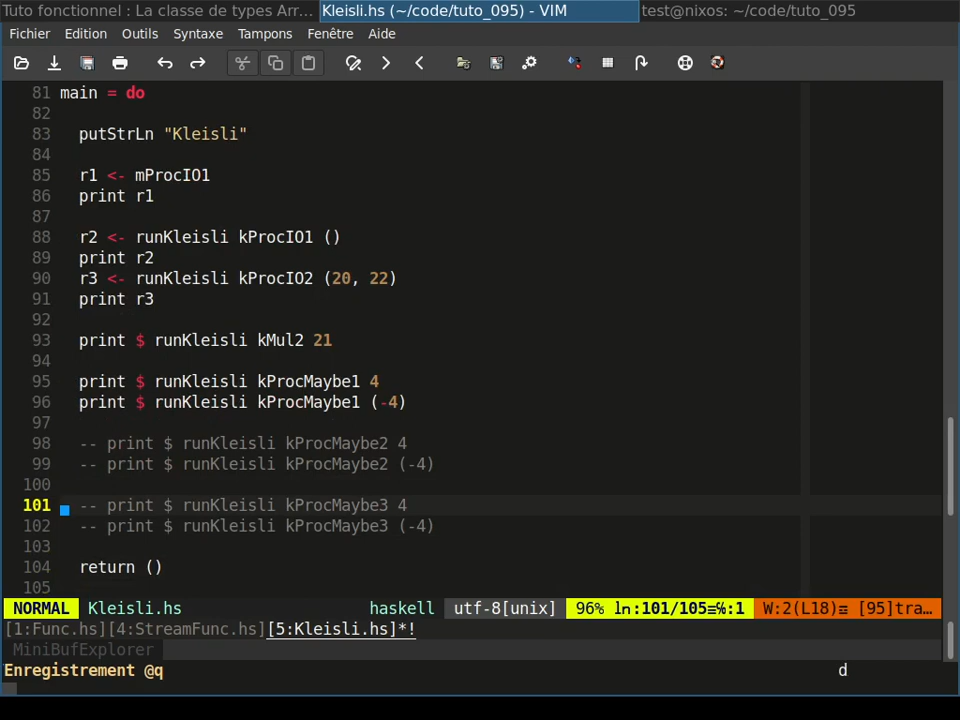 Tuto fonctionnel : La classe de types Arr... Kleisli.hs (~/code/tuto_095) - VIM test@nixos: ~/code/tuto_095
Fichier Edition Outils Syntaxe Tampons Fenêtre Aide
81 main = do
82
83 putStrLn "Kleisli"
84
85 r1 <- mProcIO1
86 print r1
87
88 r2 <- runKleisli kProcIO1 ()
89 print r2
90 r3 <- runKleisli kProcIO2 (20, 22)
91 print r3
92
93 print $ runKleisli kMul2 21
94
95 print $ runKleisli kProcMaybe1 4
96 print $ runKleisli kProcMaybe1 (-4)
97
98 -- print $ runKleisli kProcMaybe2 4
99 -- print $ runKleisli kProcMaybe2 (-4)
100
101 -- print $ runKleisli kProcMaybe3 4
102 -- print $ runKleisli kProcMaybe3 (-4)
103
104 return ()
105
NORMAL Kleisli.hs haskell utf-8[unix] 96% ㏑:101/105≡℅:1 W:2(L18)☲ [95]tra…
[1:Func.hs][4:StreamFunc.hs][5:Kleisli.hs]*!
MiniBufExplorer
Enregistrement @q d